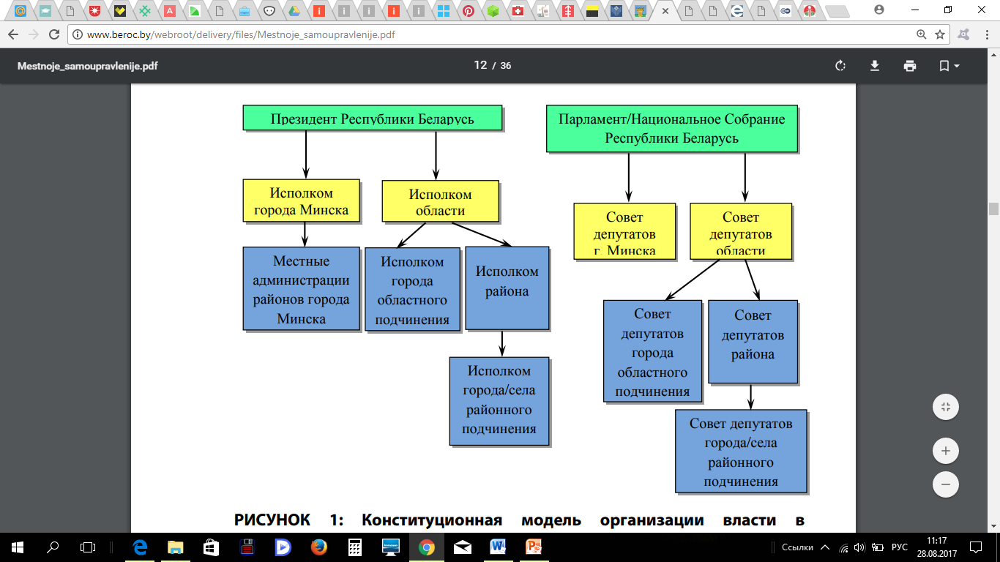 www.beroc.by/webroot/delivery/files/Mestnoje_samoupravlenije.pdf
Mestnoje_samoupravlenije.pdf
12 / 36
Президент Республики Беларусь
Парламент/Национальное Собрание
Республики Беларусь
Исполком
города Минска
Исполком
области
Совет
депутатов
г. Минска
Совет
депутатов
области
Местные
администрации
районов города
Минска
Исполком
города
областного
подчинения
Исполком
района
Совет
депутатов
города
областного
подчинения
Совет
депутатов
района
Исполком
города/села
районного
подчинения
Совет депутатов
города/села
районного
подчинения
РИСУНОК 1: Конституционная модель организации власти в
Ссылки
РУС
11:17
28.08.2017